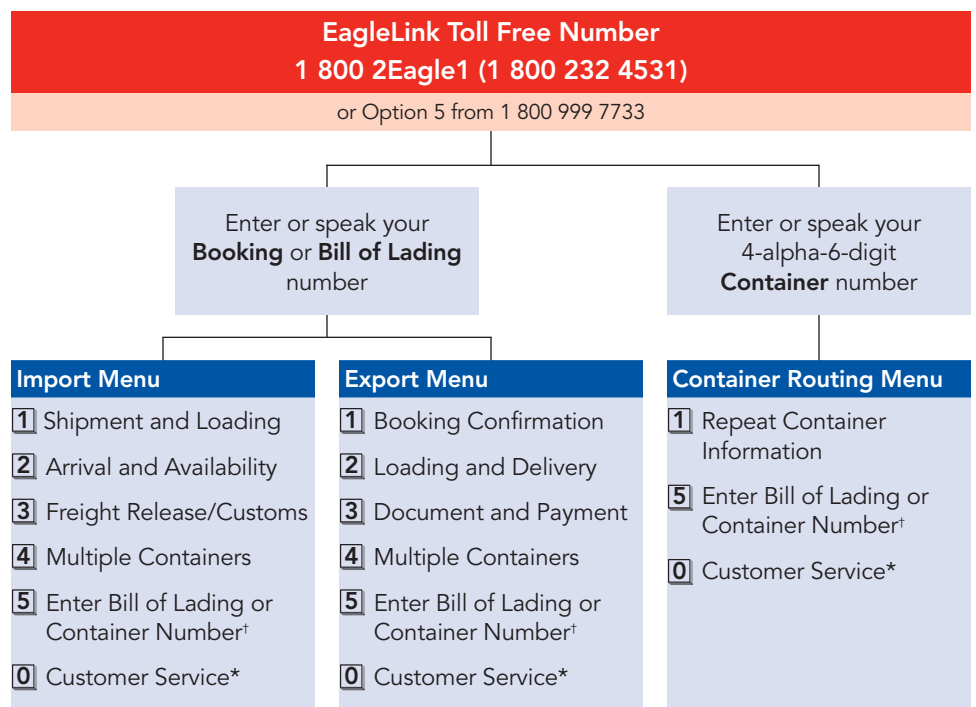 EagleLink Toll Free Number
1 800 2Eagle1 (1 800 232 4531)
or Option 5 from 1 800 999 7733
Enter or speak your
Booking or Bill of Lading
number
Enter or speak your
4-alpha-6-digit
Container number
Import Menu
1 Shipment and Loading
2 Arrival and Availability
3 Freight Release/Customs
4 Multiple Containers
5 Enter Bill of Lading or
Container Number†
0 Customer Service*
Export Menu
1 Booking Confirmation
2 Loading and Delivery
3 Document and Payment
4 Multiple Containers
5 Enter Bill of Lading or
Container Number†
0 Customer Service*
Container Routing Menu
1 Repeat Container
Information
5 Enter Bill of Lading or
Container Number†
0 Customer Service*